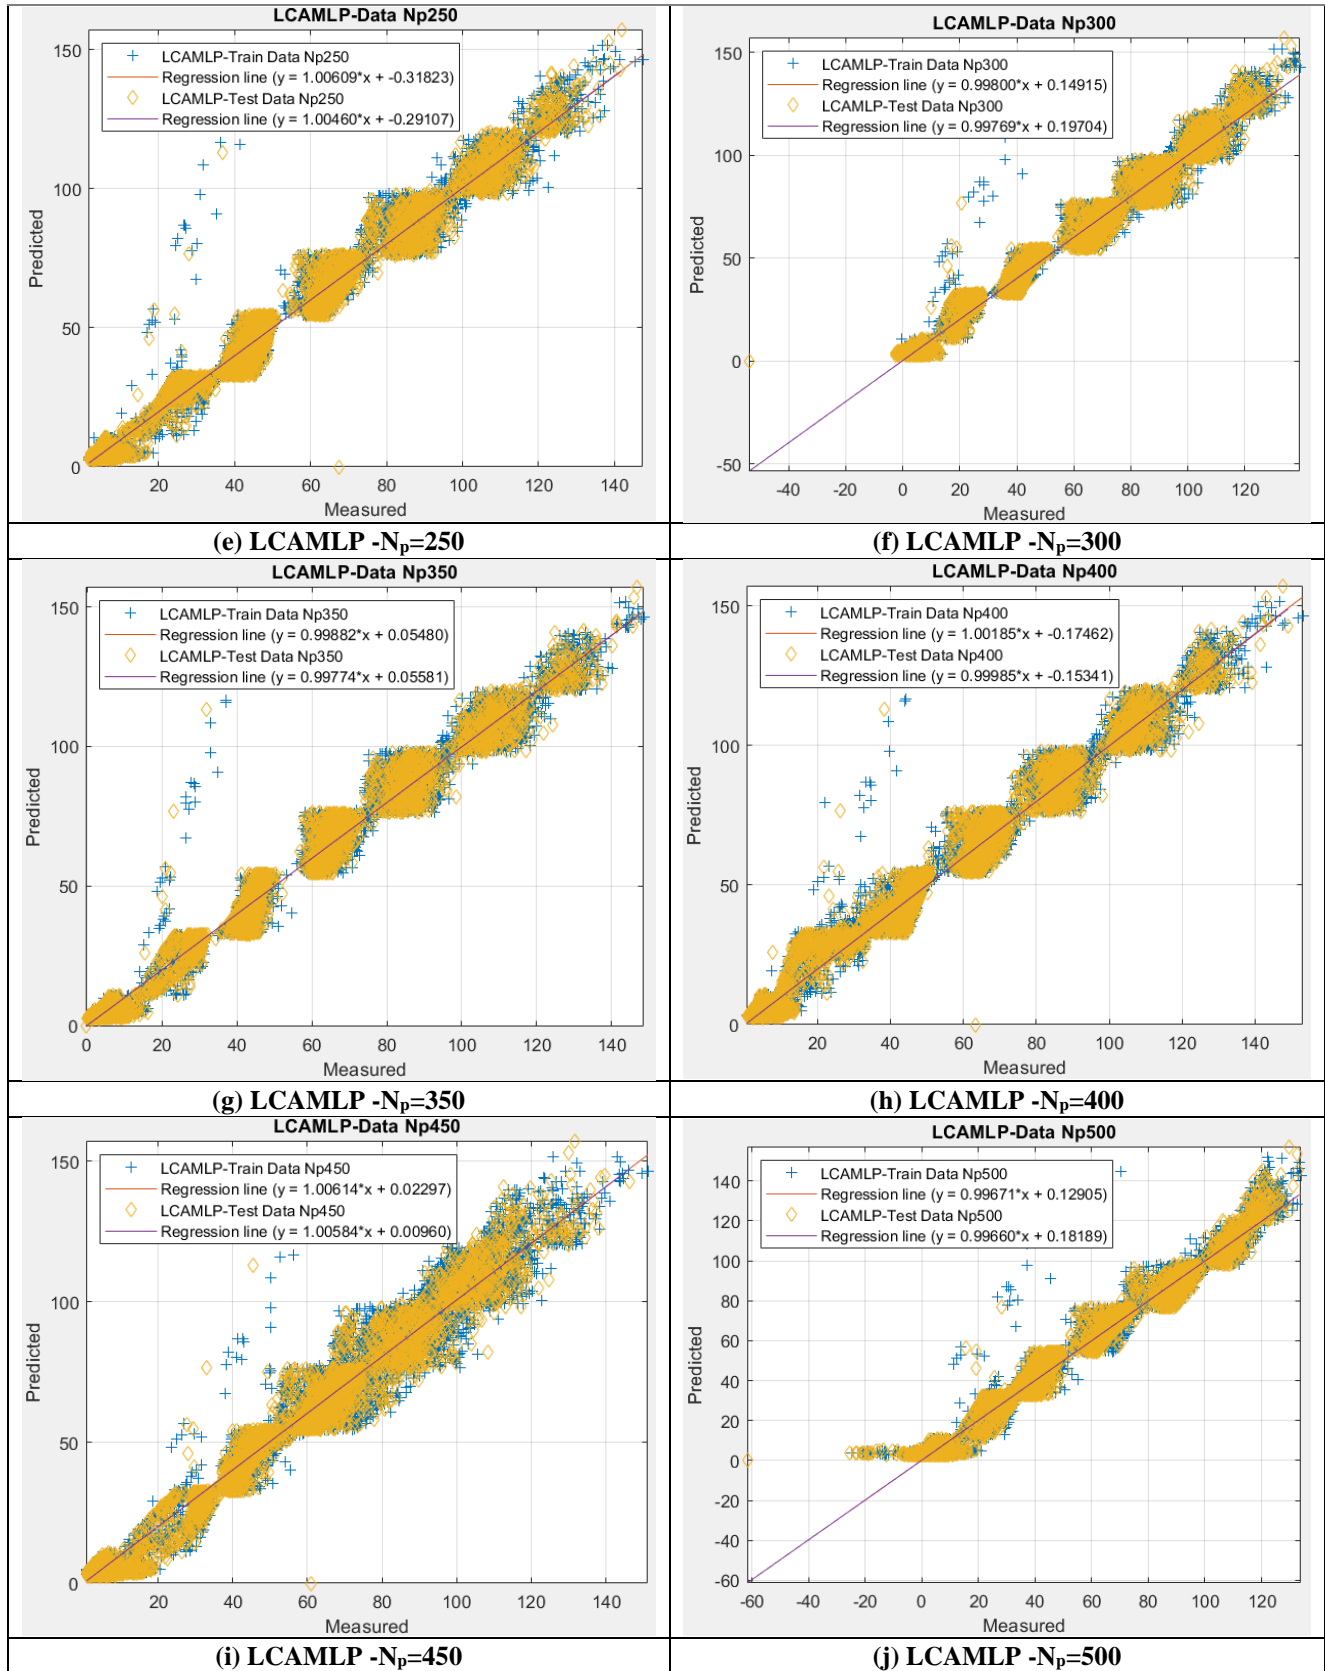 LCAMLP-Data Np250
LCAMLP-Train Data Np250
Regression line (y = 1.00609*x + -0.31823)
LCAMLP-Test Data Np250
Regression line (y = 1.00460*x + -0.29107)
150
100
50
0
Predicted
20 40 60 80 100 120 140
Measured
(e) LCAMLP -Np=250
LCAMLP-Data Np300
LCAMLP-Train Data Np300
Regression line (y = 0.99800*x + 0.14915)
LCAMLP-Test Data Np300
Regression line (y = 0.99769*x + 0.19704)
150
100
50
0
-50
Predicted
-40 -20 0 20 40 60 80 100 120
Measured
(f) LCAMLP -Np=300
LCAMLP-Data Np350
LCAMLP-Train Data Np350
Regression line (y = 0.99882*x + 0.05480)
LCAMLP-Test Data Np350
Regression line (y = 0.99774*x + 0.05581)
150
100
50
0
Predicted
0 20 40 60 80 100 120 140
Measured
(g) LCAMLP -Np=350
LCAMLP-Data Np400
LCAMLP-Train Data Np400
Regression line (y = 1.00185*x + -0.17462)
LCAMLP-Test Data Np400
Regression line (y = 0.99985*x + -0.15341)
150
100
50
0
Predicted
20 40 60 80 100 120 140
Measured
(h) LCAMLP -Np=400
LCAMLP-Data Np450
LCAMLP-Train Data Np450
Regression line (y = 1.00614*x + 0.02297)
LCAMLP-Test Data Np450
Regression line (y = 1.00584*x + 0.00960)
150
100
50
0
Predicted
20 40 60 80 100 120 140
Measured
(i) LCAMLP -Np=450
LCAMLP-Data Np500
LCAMLP-Train Data Np500
Regression line (y = 0.99671*x + 0.12905)
LCAMLP-Test Data Np500
Regression line (y = 0.99660*x + 0.18189)
140
120
100
80
60
40
20
0
-20
-40
-60
Predicted
-60 -40 -20 0 20 40 60 80 100 120
Measured
(j) LCAMLP -Np=500